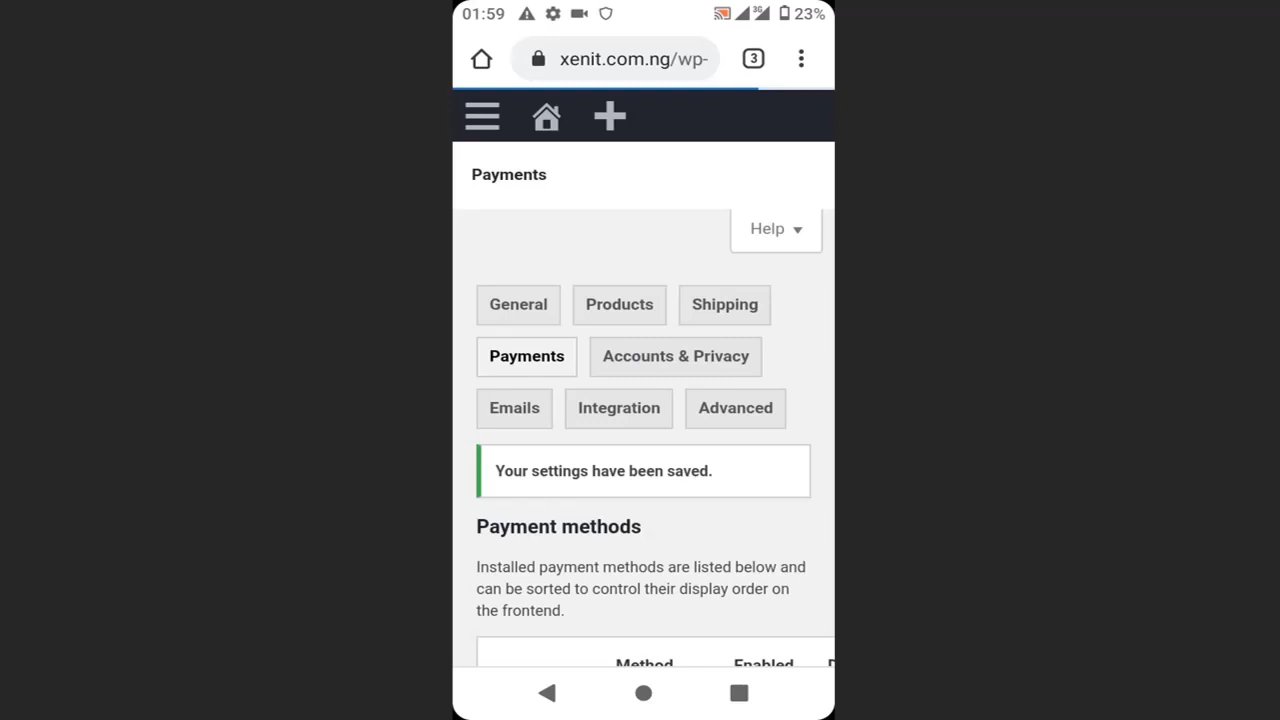 01:59 3G 23%
xenit.com.ng/wp- 3
Payments
Help
General Products Shipping
Payments Accounts & Privacy
Emails Integration Advanced
Your settings have been saved.
Payment methods
Installed payment methods are listed below and
can be sorted to control their display order on
the frontend.
Method Enabled D